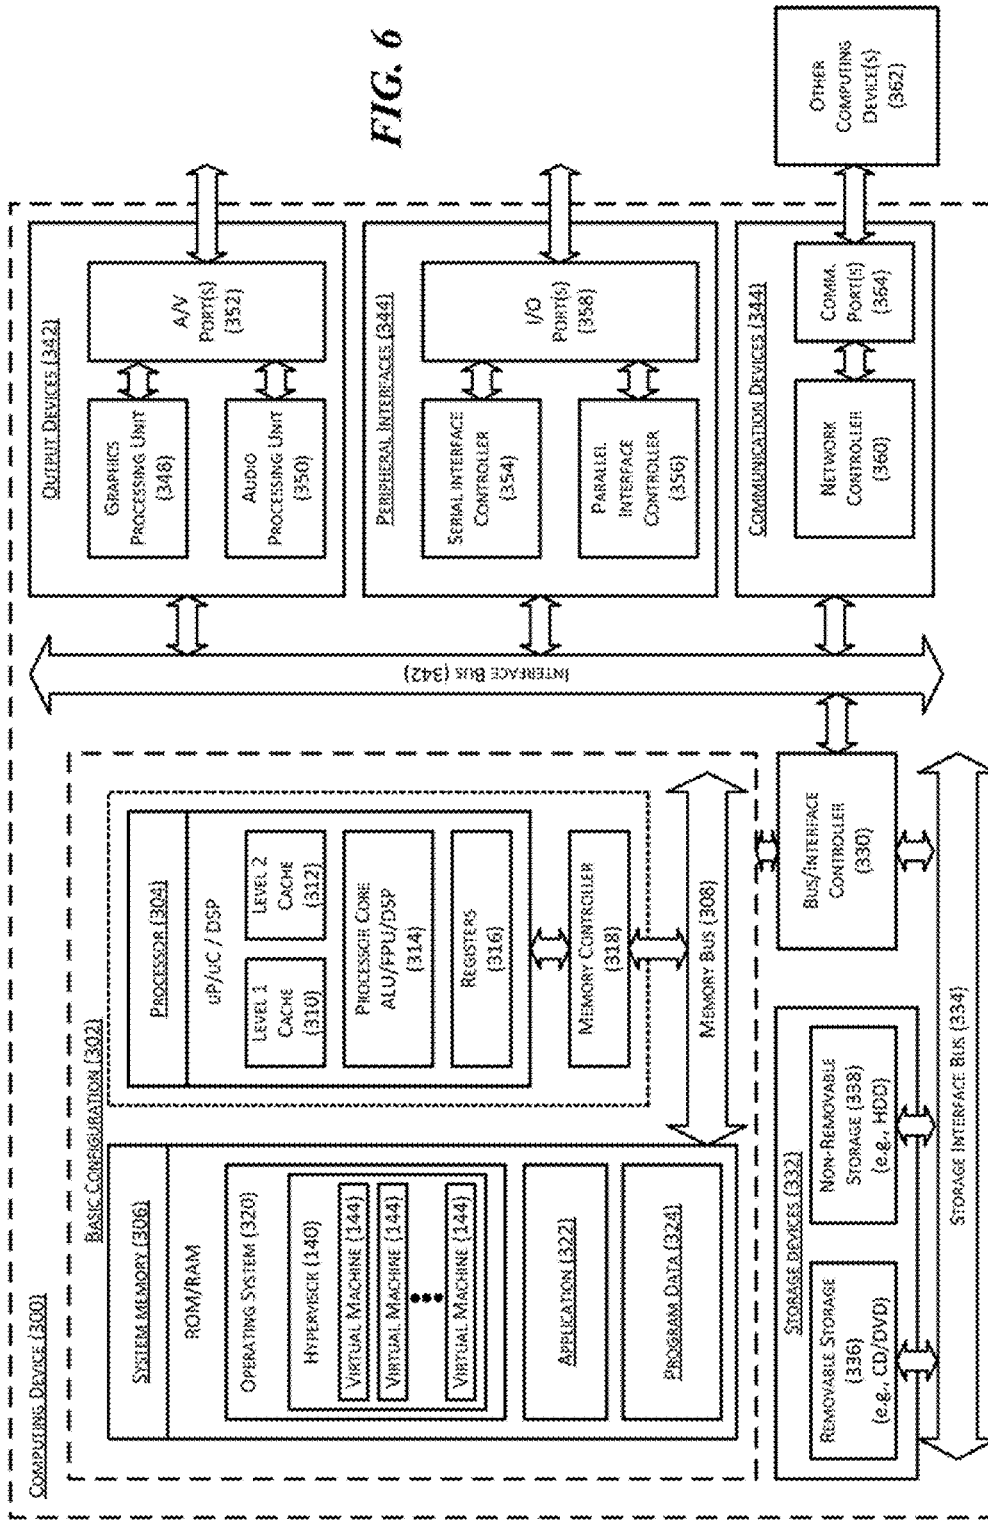 COMPUTING DEVICE (300)
BASIC CONFIGURATION (302)
SYSTEM MEMORY (306)
ROM/RAM
OPERATING SYSTEM (320)
HYPERVISOR (140)
VIRTUAL MACHINE (144)
VIRTUAL MACHINE (144)
VIRTUAL MACHINE (144)
APPLICATION (322)
PROGRAM DATA (324)
PROCESSOR (304)
uP/uC / DSP
LEVEL 1
CACHE
(310)
LEVEL 2
CACHE
(312)
PROCESSOR CORE
ALU/FPU/DSP
(314)
REGISTERS
(316)
MEMORY CONTROLLER
(318)
MEMORY BUS (308)
STORAGE DEVICES (332)
REMOVABLE STORAGE
(336)
(e.g., CD/DVD)
NON-REMOVABLE
STORAGE (338)
(e.g., HDD)
BUS/INTERFACE
CONTROLLER
(330)
STORAGE INTERFACE BUS (334)
INTERFACE BUS (342)
OUTPUT DEVICES (342)
GRAPHICS
PROCESSING UNIT
(348)
AUDIO
PROCESSING UNIT
(350)
A/V
PORT(S)
(352)
PERIPHERAL INTERFACES (344)
SERIAL INTERFACE
CONTROLLER
(354)
PARALLEL
INTERFACE
CONTROLLER
(356)
I/O
PORT(S)
(358)
COMMUNICATION DEVICES (344)
NETWORK
CONTROLLER
(360)
COMM.
PORT(S)
(364)
OTHER
COMPUTING
DEVICE(S)
(362)
FIG. 6